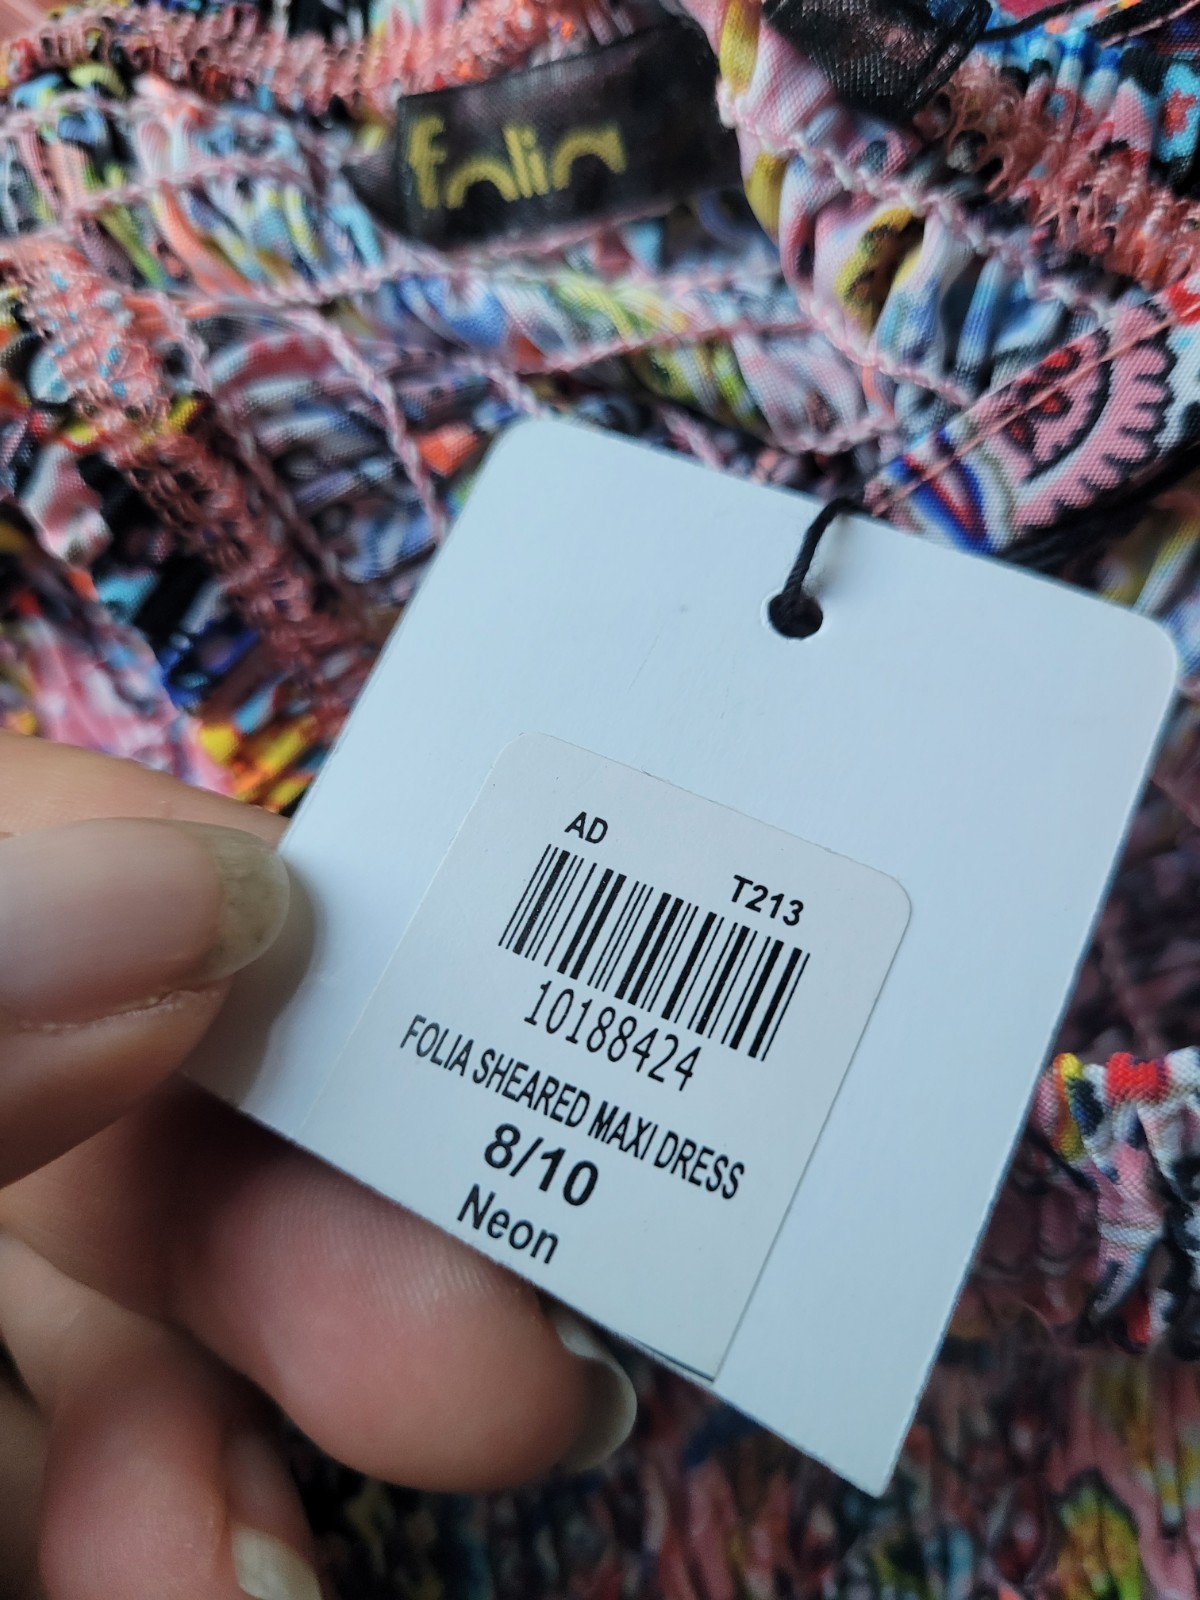 folia
AD
T213
10188424
FOLIA SHEARED MAXI DRESS
8/10
Neon